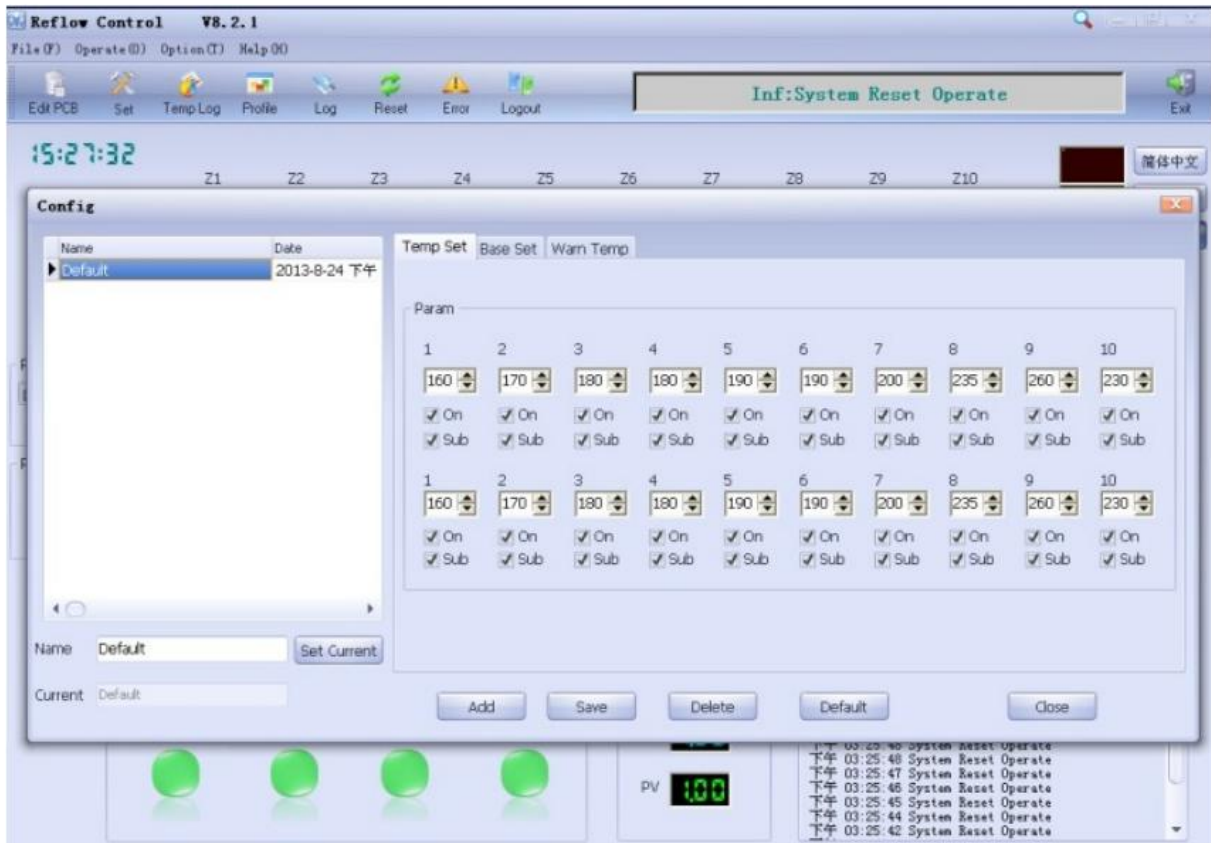 Reflow Control V8.2.1
File(F) Operate(O) Option(T) Help(H)
Edit PCB Set Temp Log Profile Log Reset Error Logout
Inf:System Reset Operate
Exit
15:27:32
简体中文
Z1 Z2 Z3 Z4 Z5 Z6 Z7 Z8 Z9 Z10
Config
Name Date
Default 2013-8-24 下午
Temp Set Base Set Warn Temp
Param
1 2 3 4 5 6 7 8 9 10
160 170 180 180 190 190 200 235 260 230
On On On On On On On On On On
Sub Sub Sub Sub Sub Sub Sub Sub Sub Sub
1 2 3 4 5 6 7 8 9 10
160 170 180 180 190 190 200 235 260 230
On On On On On On On On On On
Sub Sub Sub Sub Sub Sub Sub Sub Sub Sub
Name Default Set Current
Current Default
Add Save Delete Default Close
PV 1.00
下午 03:25:48 System Reset Operate
下午 03:25:47 System Reset Operate
下午 03:25:46 System Reset Operate
下午 03:25:45 System Reset Operate
下午 03:25:44 System Reset Operate
下午 03:25:42 System Reset Operate